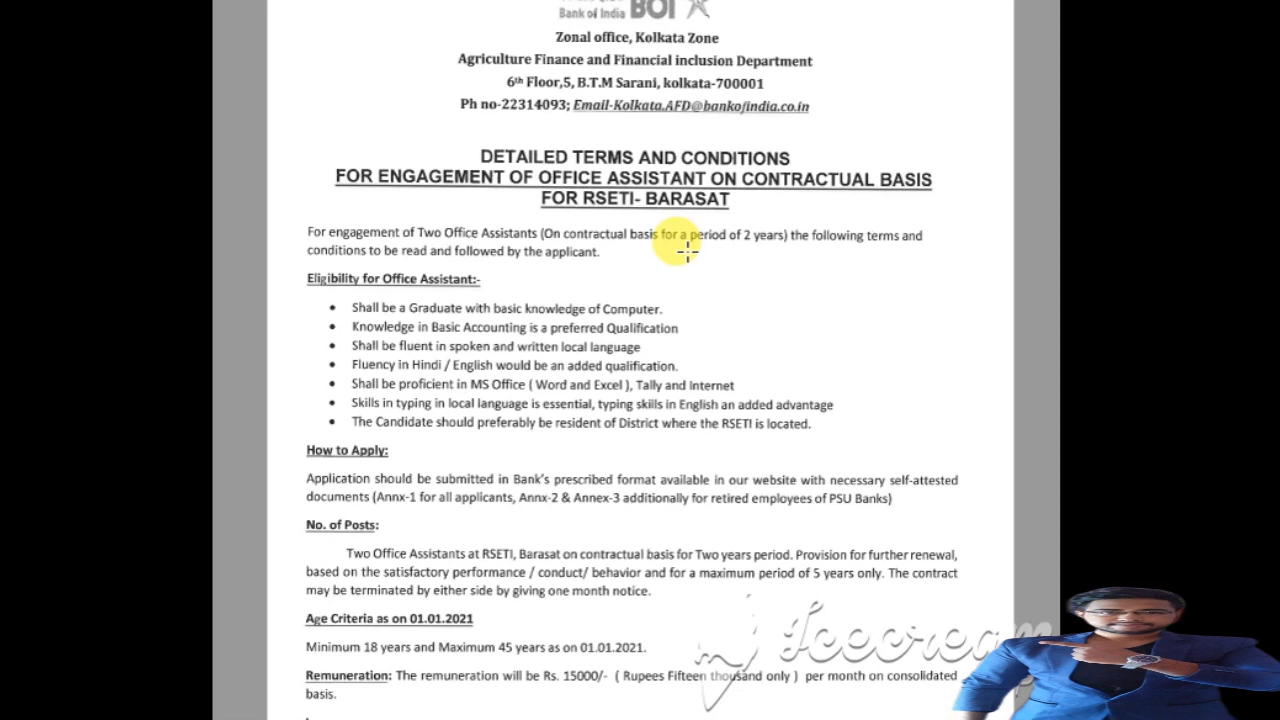 Bank of India BOI
Zonal office, Kolkata Zone
Agriculture Finance and Financial inclusion Department
6th Floor,5, B.T.M Sarani, kolkata-700001
Ph no-22314093; Email-Kolkata.AFD@bankofindia.co.in
DETAILED TERMS AND CONDITIONS
FOR ENGAGEMENT OF OFFICE ASSISTANT ON CONTRACTUAL BASIS
FOR RSETI- BARASAT
For engagement of Two Office Assistants (On contractual basis for a period of 2 years) the following terms and
conditions to be read and followed by the applicant.
Eligibility for Office Assistant:-
• Shall be a Graduate with basic knowledge of Computer.
• Knowledge in Basic Accounting is a preferred Qualification
• Shall be fluent in spoken and written local language
• Fluency in Hindi / English would be an added qualification.
• Shall be proficient in MS Office ( Word and Excel ), Tally and Internet
• Skills in typing in local language is essential, typing skills in English an added advantage
• The Candidate should preferably be resident of District where the RSETI is located.
How to Apply:
Application should be submitted in Bank's prescribed format available in our website with necessary self-attested
documents (Annx-1 for all applicants, Annx-2 & Annex-3 additionally for retired employees of PSU Banks)
No. of Posts:
Two Office Assistants at RSETI, Barasat on contractual basis for Two years period. Provision for further renewal,
based on the satisfactory performance / conduct/ behavior and for a maximum period of 5 years only. The contract
may be terminated by either side by giving one month notice.
Age Criteria as on 01.01.2021
Minimum 18 years and Maximum 45 years as on 01.01.2021.
Icecream
Remuneration: The remuneration will be Rs. 15000/- ( Rupees Fifteen thousand only ) per month on consolidated
basis.